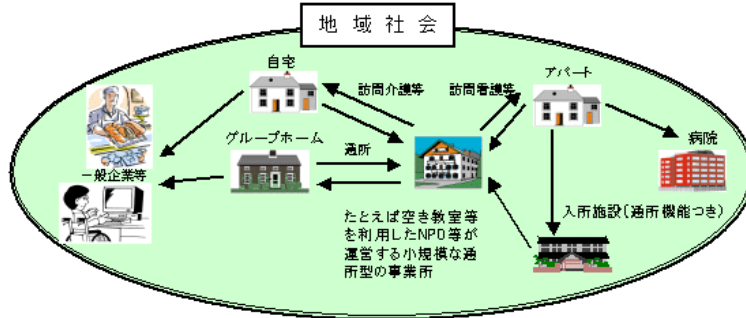 地域社会
自宅
アパート
訪問介護等
訪問看護等
グループホーム
通所
病院
一般企業等
入所施設(通所機能つき)
たとえば空き教室等
を利用したNPO等が
運営する小規模な通
所型の事業所